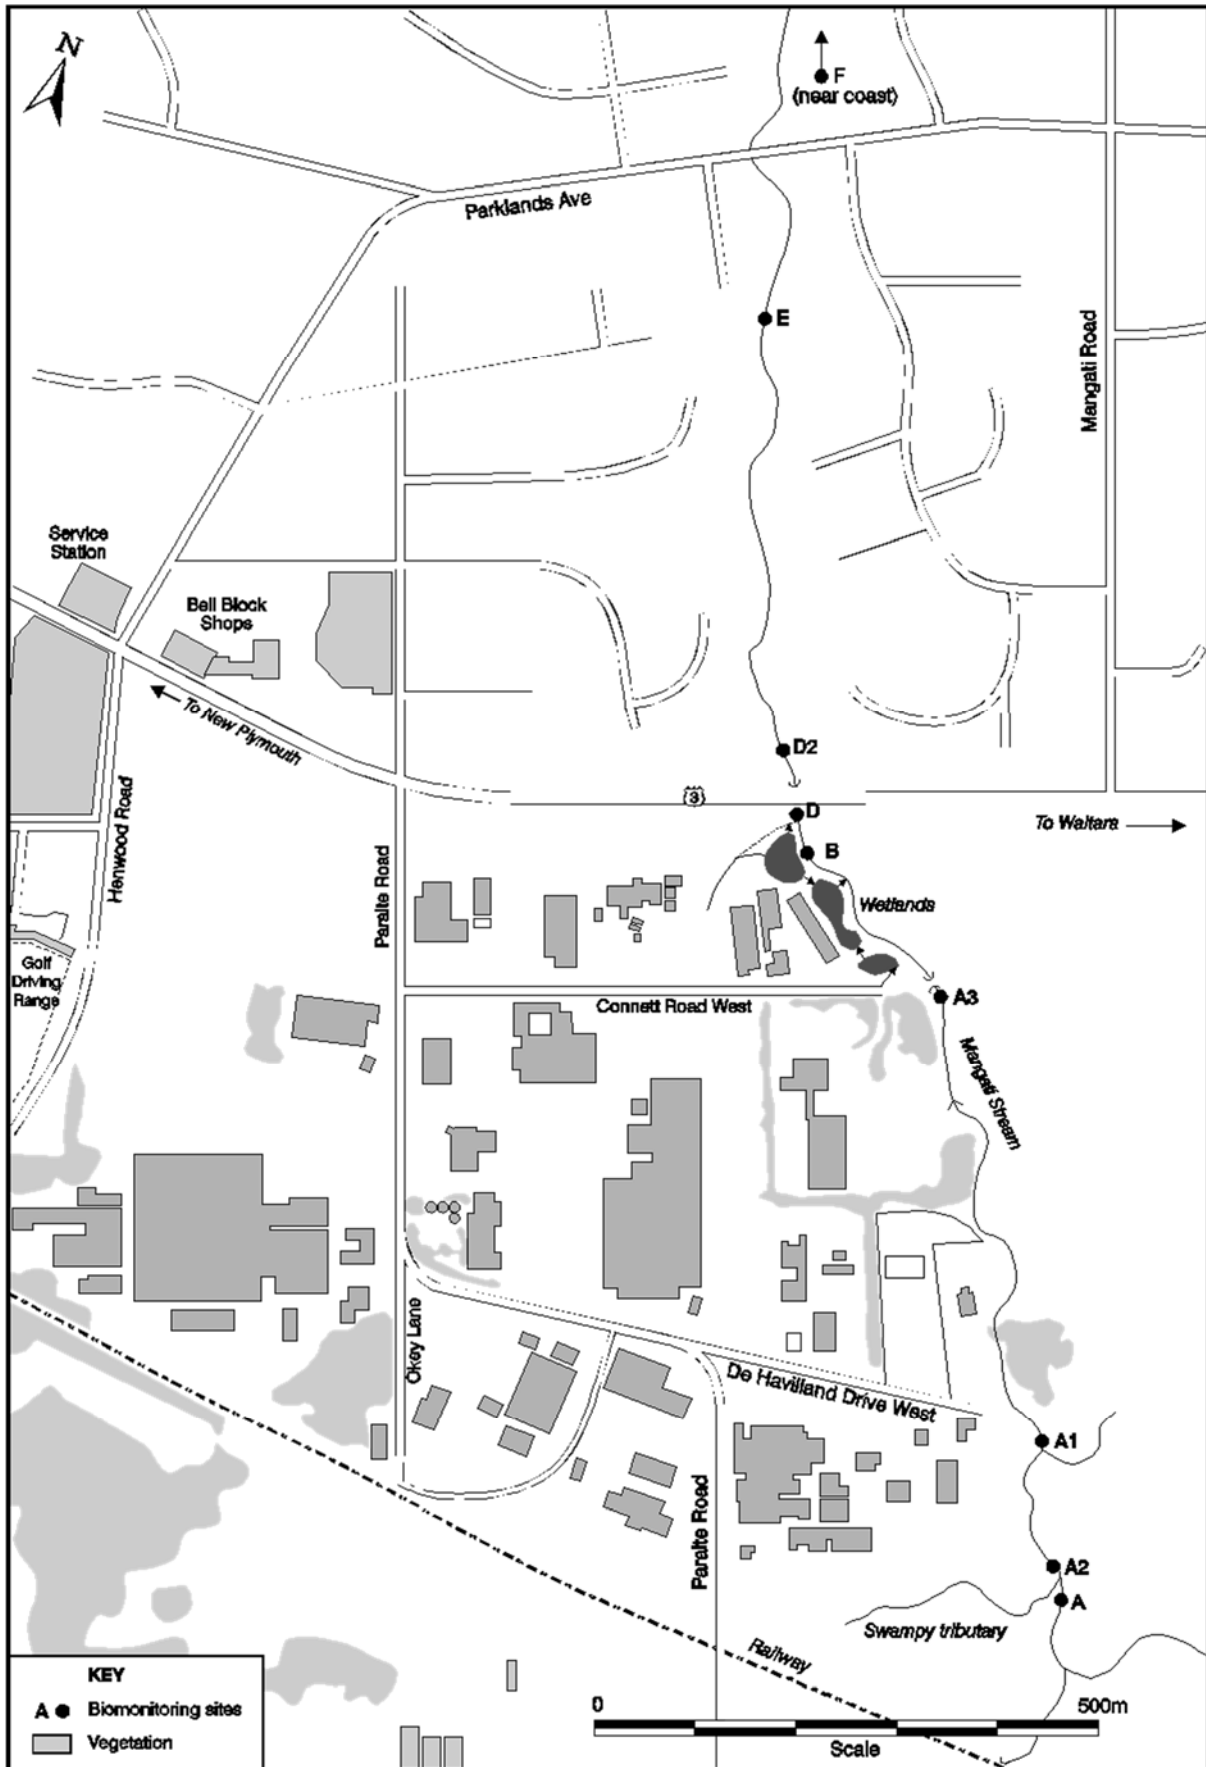 N
F
(near coast)
Parklands Ave
E
Mangati Road
Service
Station
Bell Block
Shops
To New Plymouth
D2
3
D
To Waitara
B
Henwood Road
Paraite Road
Wetlands
Golf
Driving
Range
Connett Road West
A3
Mangati Stream
Okey Lane
De Havilland Drive West
A1
Paraite Road
A2
A
Swampy tributary
Railway
KEY
A Biomonitoring sites
Vegetation
0 500m
Scale